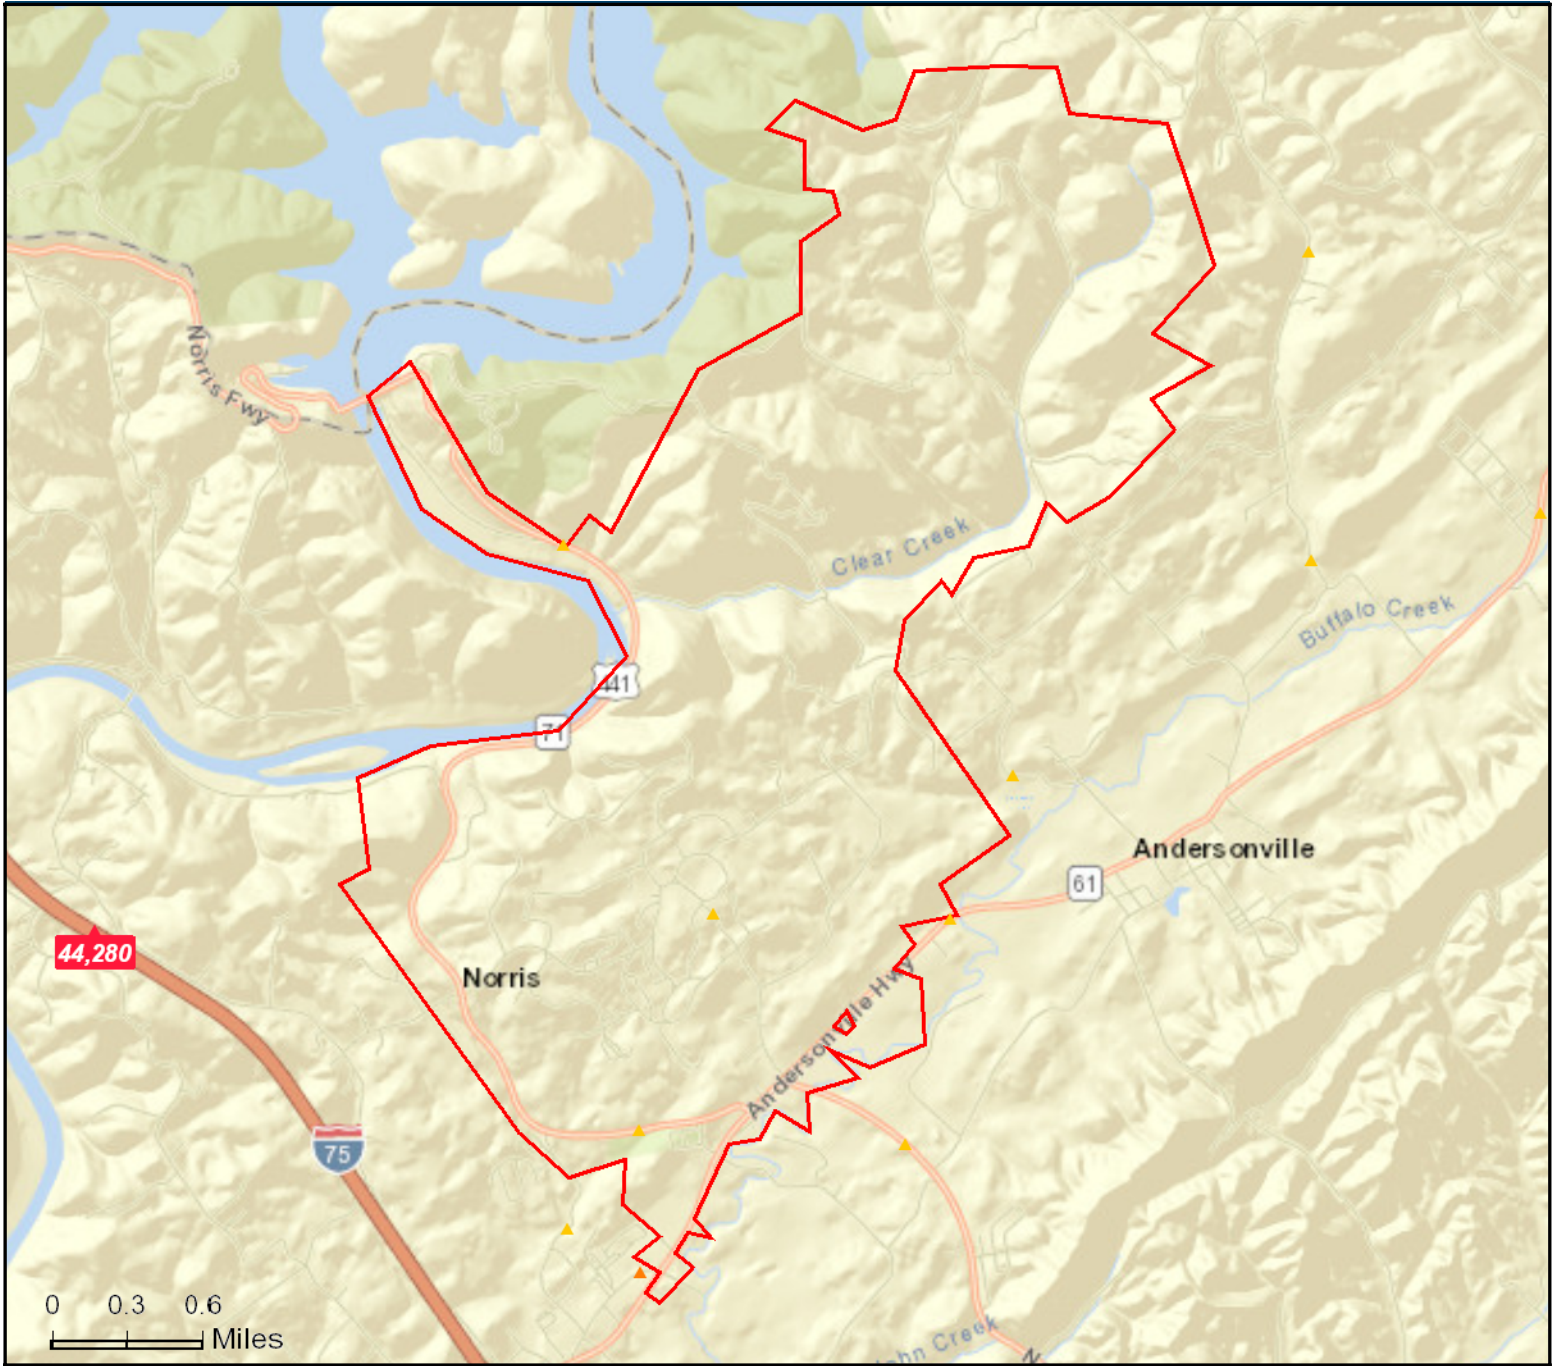 Norris Fwy
Clear Creek
Buffalo Creek
441
71
Andersonville
61
44,280
Norris
Andersonville Hwy
75
0 0.3 0.6
Miles
ohn Creek
N